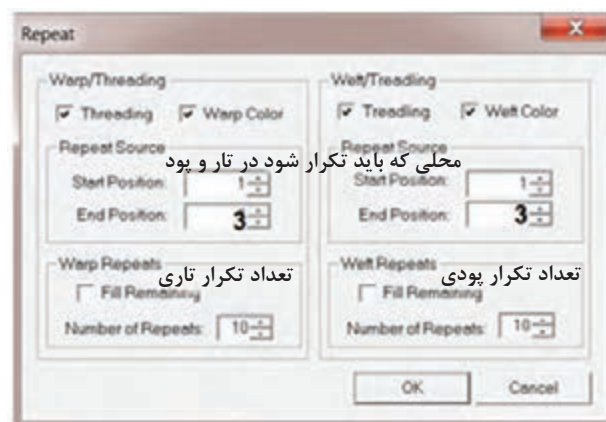 Repeat
Warp/Threading Weft/Treadling
Threading Warp Color Treadling Weft Color
Repeat Source Repeat Source
محلی که باید تکرار شود در تار و پود
Start Position: 1 Start Position: 1
End Position: 3 End Position: 3
Warp Repeats Weft Repeats
تعداد تکرار تاری تعداد تکرار پودی
Fill Remaining Fill Remaining
Number of Repeats: 10 Number of Repeats: 10
OK Cancel